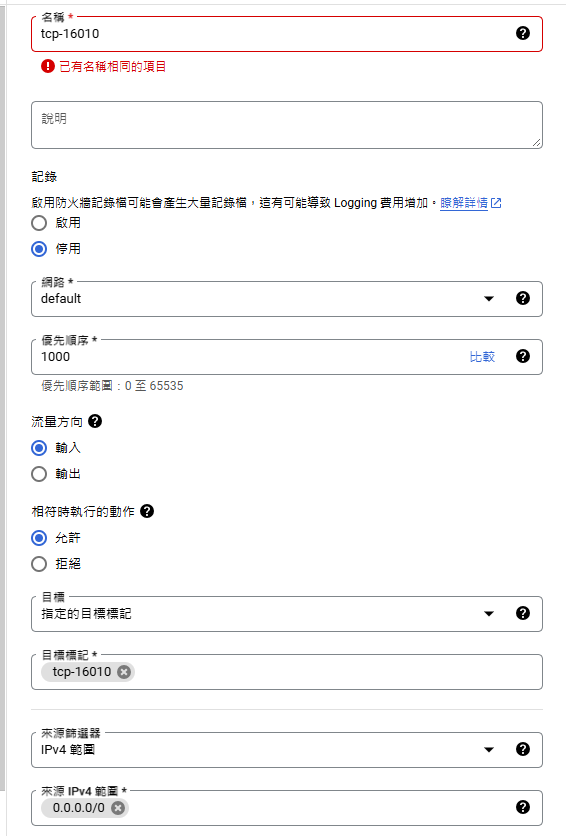 名稱 *
tcp-16010
已有名稱相同的項目
說明
記錄
啟用防火牆記錄檔可能會產生大量記錄檔，這有可能導致 Logging 費用增加。瞭解詳情
啟用
停用
網路 *
default
優先順序 *
1000
比較
優先順序範圍：0 至 65535
流量方向
輸入
輸出
相符時執行的動作
允許
拒絕
目標
指定的目標標記
目標標記 *
tcp-16010
來源篩選器
IPv4 範圍
來源 IPv4 範圍 *
0.0.0.0/0